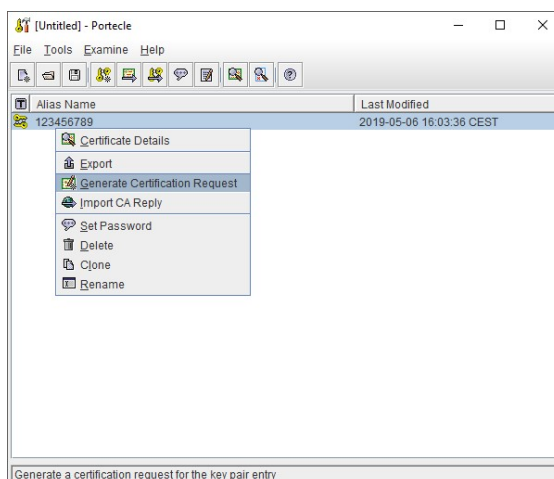 [Untitled] - Portecle
File Tools Examine Help
T Alias Name Last Modified
123456789 2019-05-06 16:03:36 CEST
Certificate Details
Export
Generate Certification Request
Import CA Reply
Set Password
Delete
Clone
Rename
Generate a certification request for the key pair entry